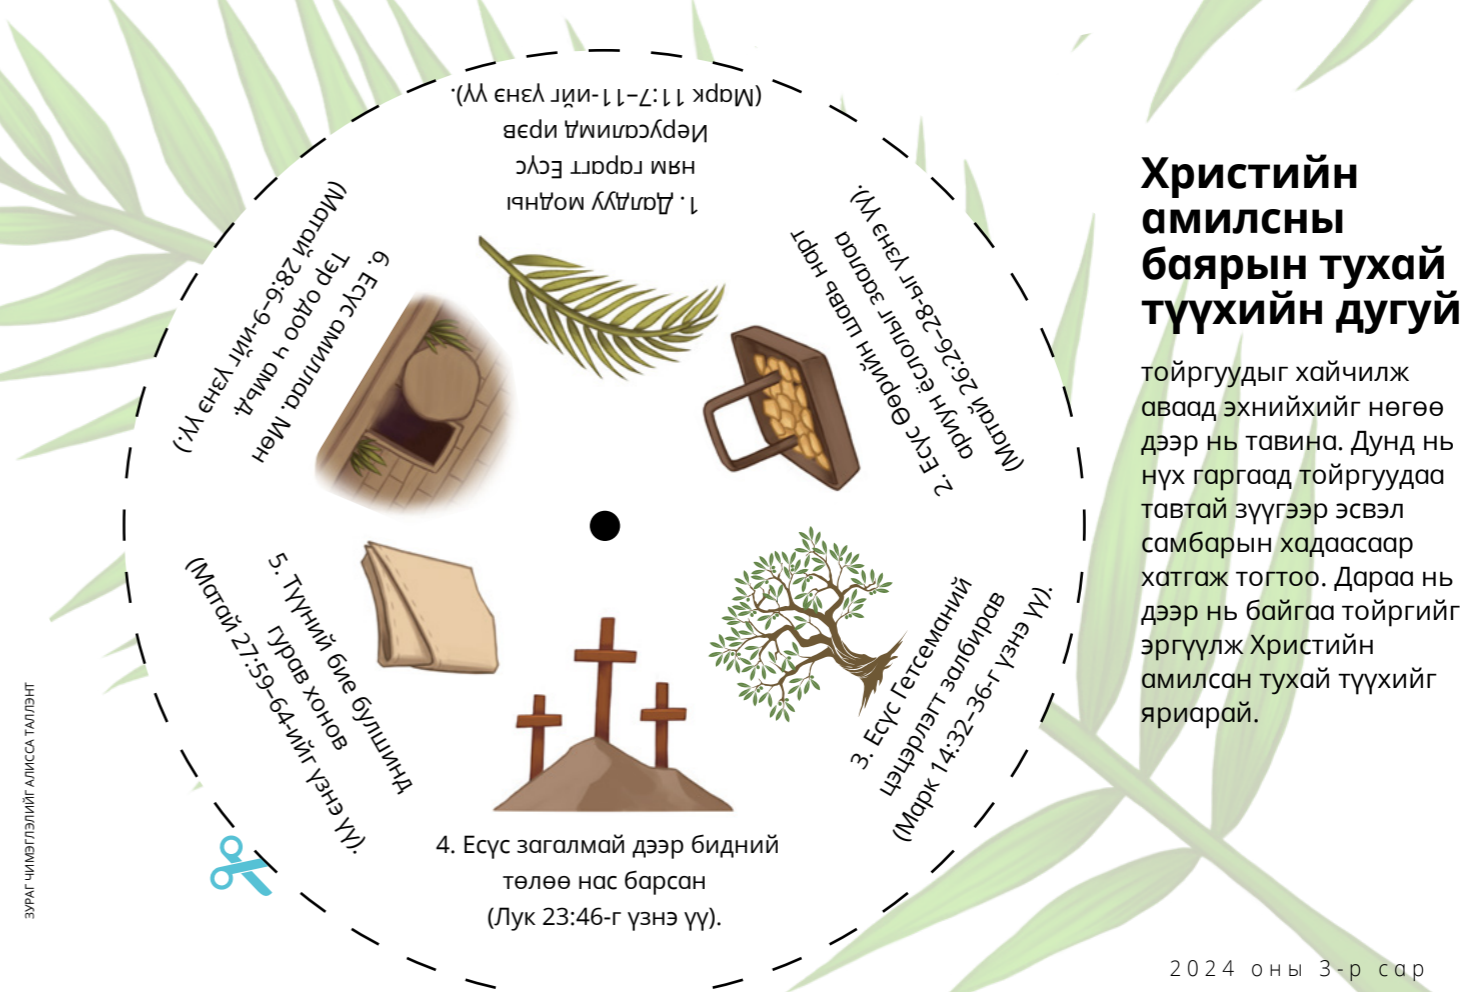 Христийн
амилсны
баярын тухай
түүхийн дугуй
тойргуудыг хайчилж
аваад эхнийхийг нөгөө
дээр нь тавина. Дунд нь
нүх гаргаад тойргуудаа
тавтай зүүгээр эсвэл
самбарын хадаасаар
хатгаж тогтоо. Дараа нь
дээр нь байгаа тойргийг
эргүүлж Христийн
амилсан тухай түүхийг
яриарай.
1. Далдуу модны
ням гарагт Есүс
Иерусалимд ирэв
(Марк 11:7–11-ийг үзнэ үү).
2. Есүс Өөрийн шавь нарт
ариун ёслолыг заалаа
(Матай 26:26–28-ыг үзнэ үү).
3. Есүс Гетсеманий
цэцэрлэгт залбирав
(Марк 14:32–36-г үзнэ үү).
4. Есүс загалмай дээр бидний
төлөө нас барсан
(Лук 23:46-г үзнэ үү).
5. Түүний бие булшинд
гурав хонов
(Матай 27:59–64-ийг үзнэ үү).
6. Есүс амиллаа. Мөн
Тэр одоо ч амьд.
(Матай 28:6–9-ийг үзнэ үү.)
ЗУРАГ ЧИМЭГЛЭЛИЙГ АЛИССА ТАЛЛЭНТ
2024 оны 3-р сар